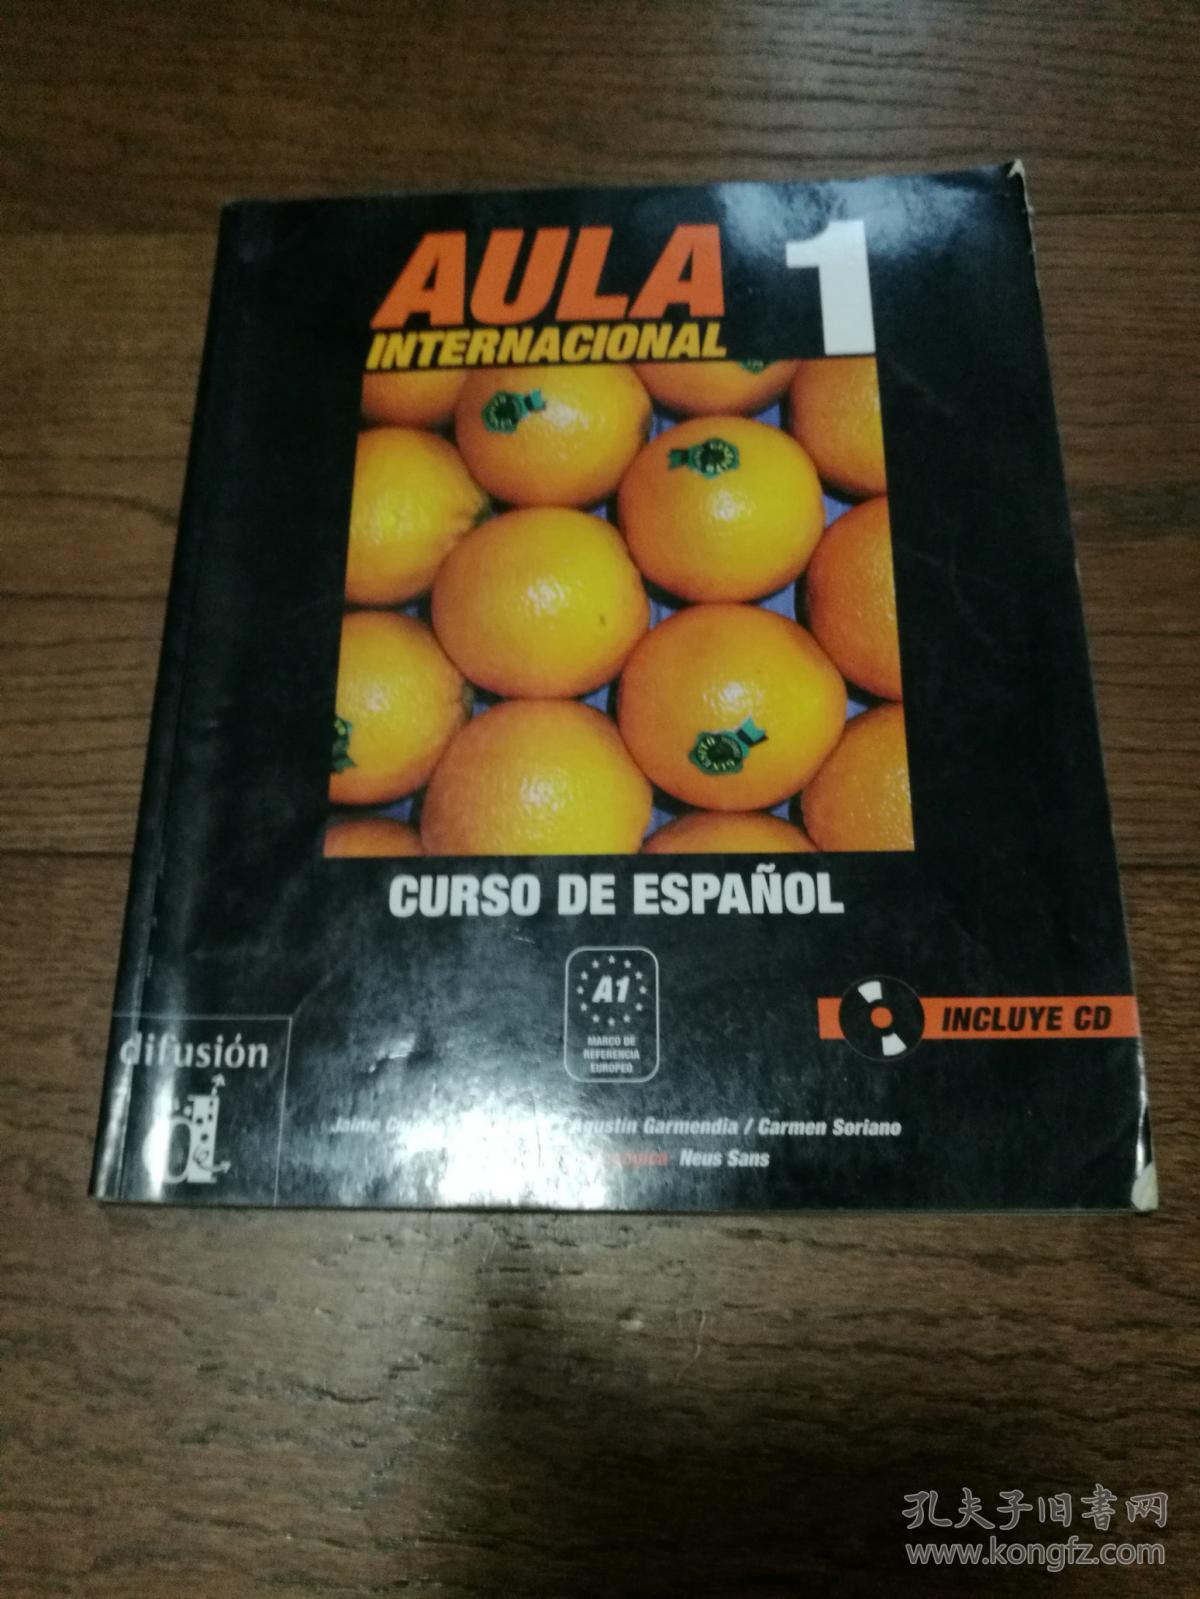 AULA 1
INTERNACIONAL
CURSO DE ESPAÑOL
A1
MARCO DE
REFERENCIA
EUROPEO
INCLUYE CD
difusión
Jaime Agustín Garmendia / Carmen Soriano
Neus Sans
孔夫子旧书网
www.kongfz.com